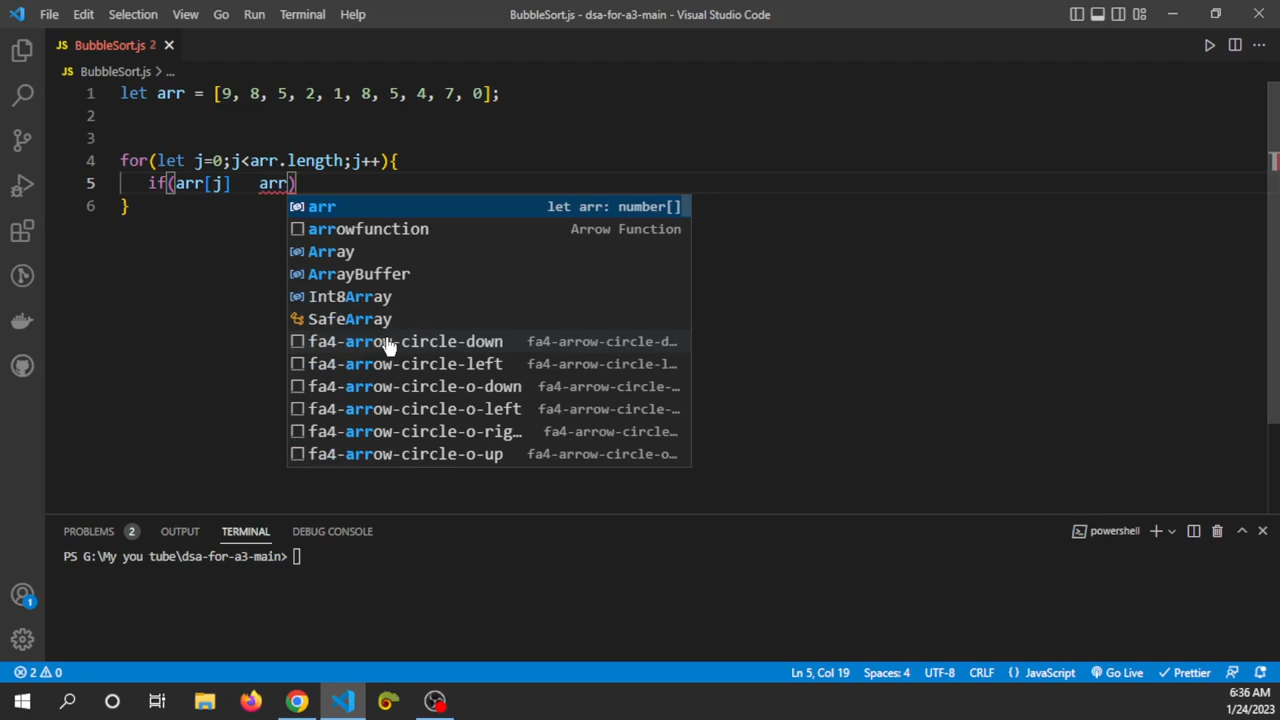 File Edit Selection View Go Run Terminal Help BubbleSort.js - dsa-for-a3-main - Visual Studio Code
JS BubbleSort.js 2
JS BubbleSort.js > ...
1 let arr = [9, 8, 5, 2, 1, 8, 5, 4, 7, 0];
2
3
4 for(let j=0;j<arr.length;j++){
5 if(arr[j] arr)
6 }
arr let arr: number[]
arrowfunction Arrow Function
Array
ArrayBuffer
Int8Array
SafeArray
fa4-arrow-circle-down fa4-arrow-circle-d…
fa4-arrow-circle-left fa4-arrow-circle-l…
fa4-arrow-circle-o-down fa4-arrow-circle-…
fa4-arrow-circle-o-left fa4-arrow-circle-…
fa4-arrow-circle-o-rig… fa4-arrow-circle…
fa4-arrow-circle-o-up fa4-arrow-circle-o…
PROBLEMS 2 OUTPUT TERMINAL DEBUG CONSOLE powershell
PS G:\My you tube\dsa-for-a3-main>
1
2 0 Ln 5, Col 19 Spaces: 4 UTF-8 CRLF {} JavaScript Go Live Prettier
6:36 AM
1/24/2023